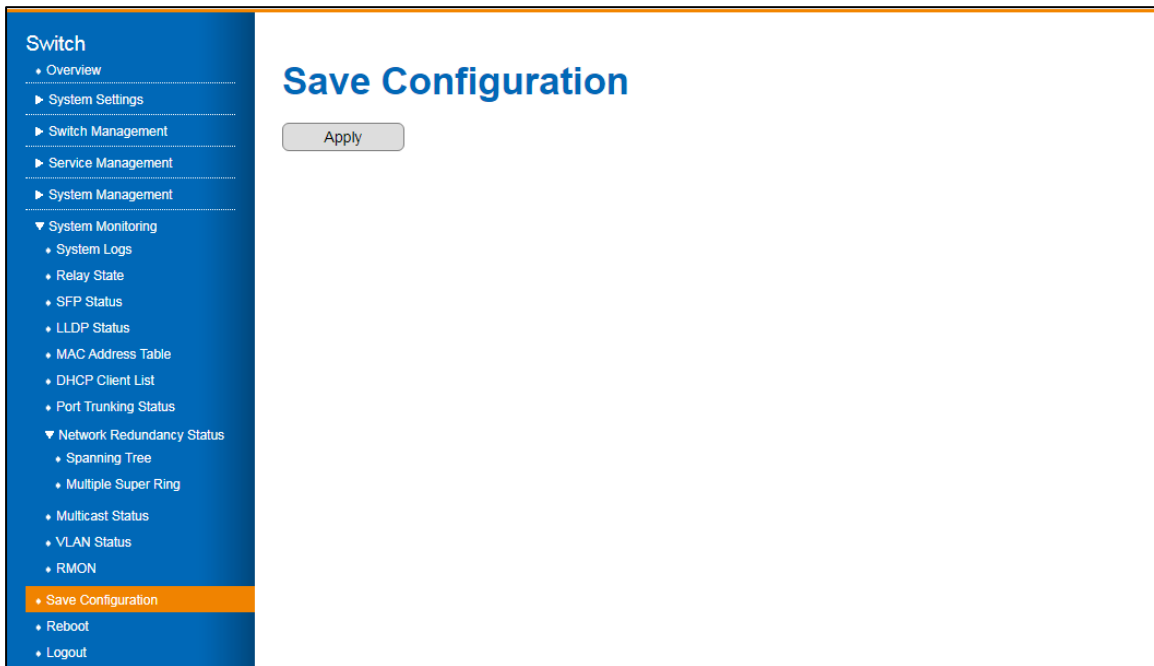 Switch
Overview
System Settings
Switch Management
Service Management
System Management
System Monitoring
System Logs
Relay State
SFP Status
LLDP Status
MAC Address Table
DHCP Client List
Port Trunking Status
Network Redundancy Status
Spanning Tree
Multiple Super Ring
Multicast Status
VLAN Status
RMON
Save Configuration
Reboot
Logout
Save Configuration
Apply